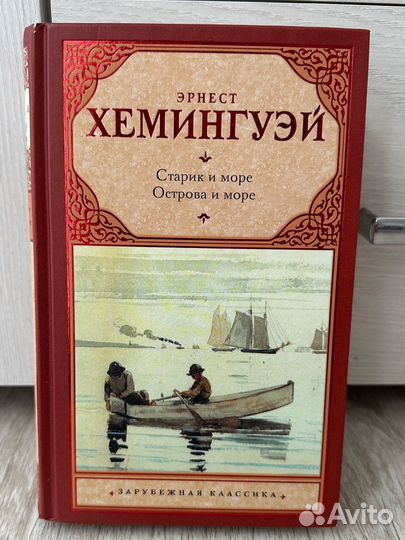 ЭРНЕСТ
ХЕМИНГУЭЙ
Старик и море
Острова и море
ЗАРУБЕЖНАЯ КЛАССИКА
Avito